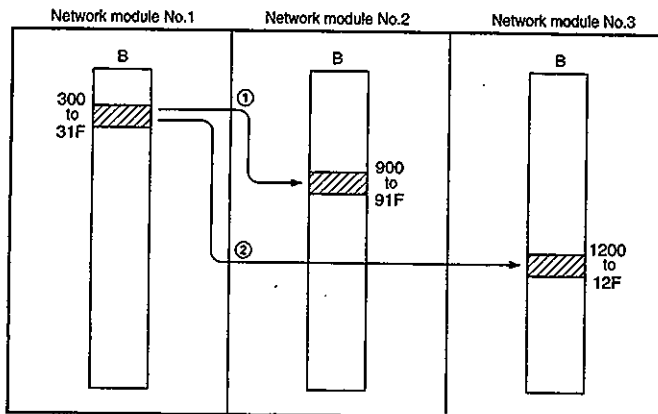 Network module No.1
Network module No.2
Network module No.3
B
B
B
300
to
31F
①
900
to
91F
②
1200
to
12F